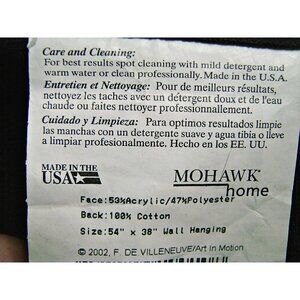 Care and Cleaning:
For best results spot cleaning with mild detergent and
warm water or clean professionally. Made in the U.S.A.
Entretien et Nettoyage: Pour de meilleurs résultats,
nettoyez les taches avec un détergent doux et de l'eau
chaude ou faites nettoyer professionnellement.
Cuidado y Limpieza: Para optimos resultados limpie
las manchas con un detergente suave y agua tibia o lleve
a limpiar profesionalmente. Hecho en los EE. UU.
MADE IN THE
USA
MOHAWK
home
Face:53%Acrylic/47%Polyester
Back:100% Cotton
Size:54" x 38" Wall Hanging
© 2002, F DE VILLENEUVE/Art In Motion